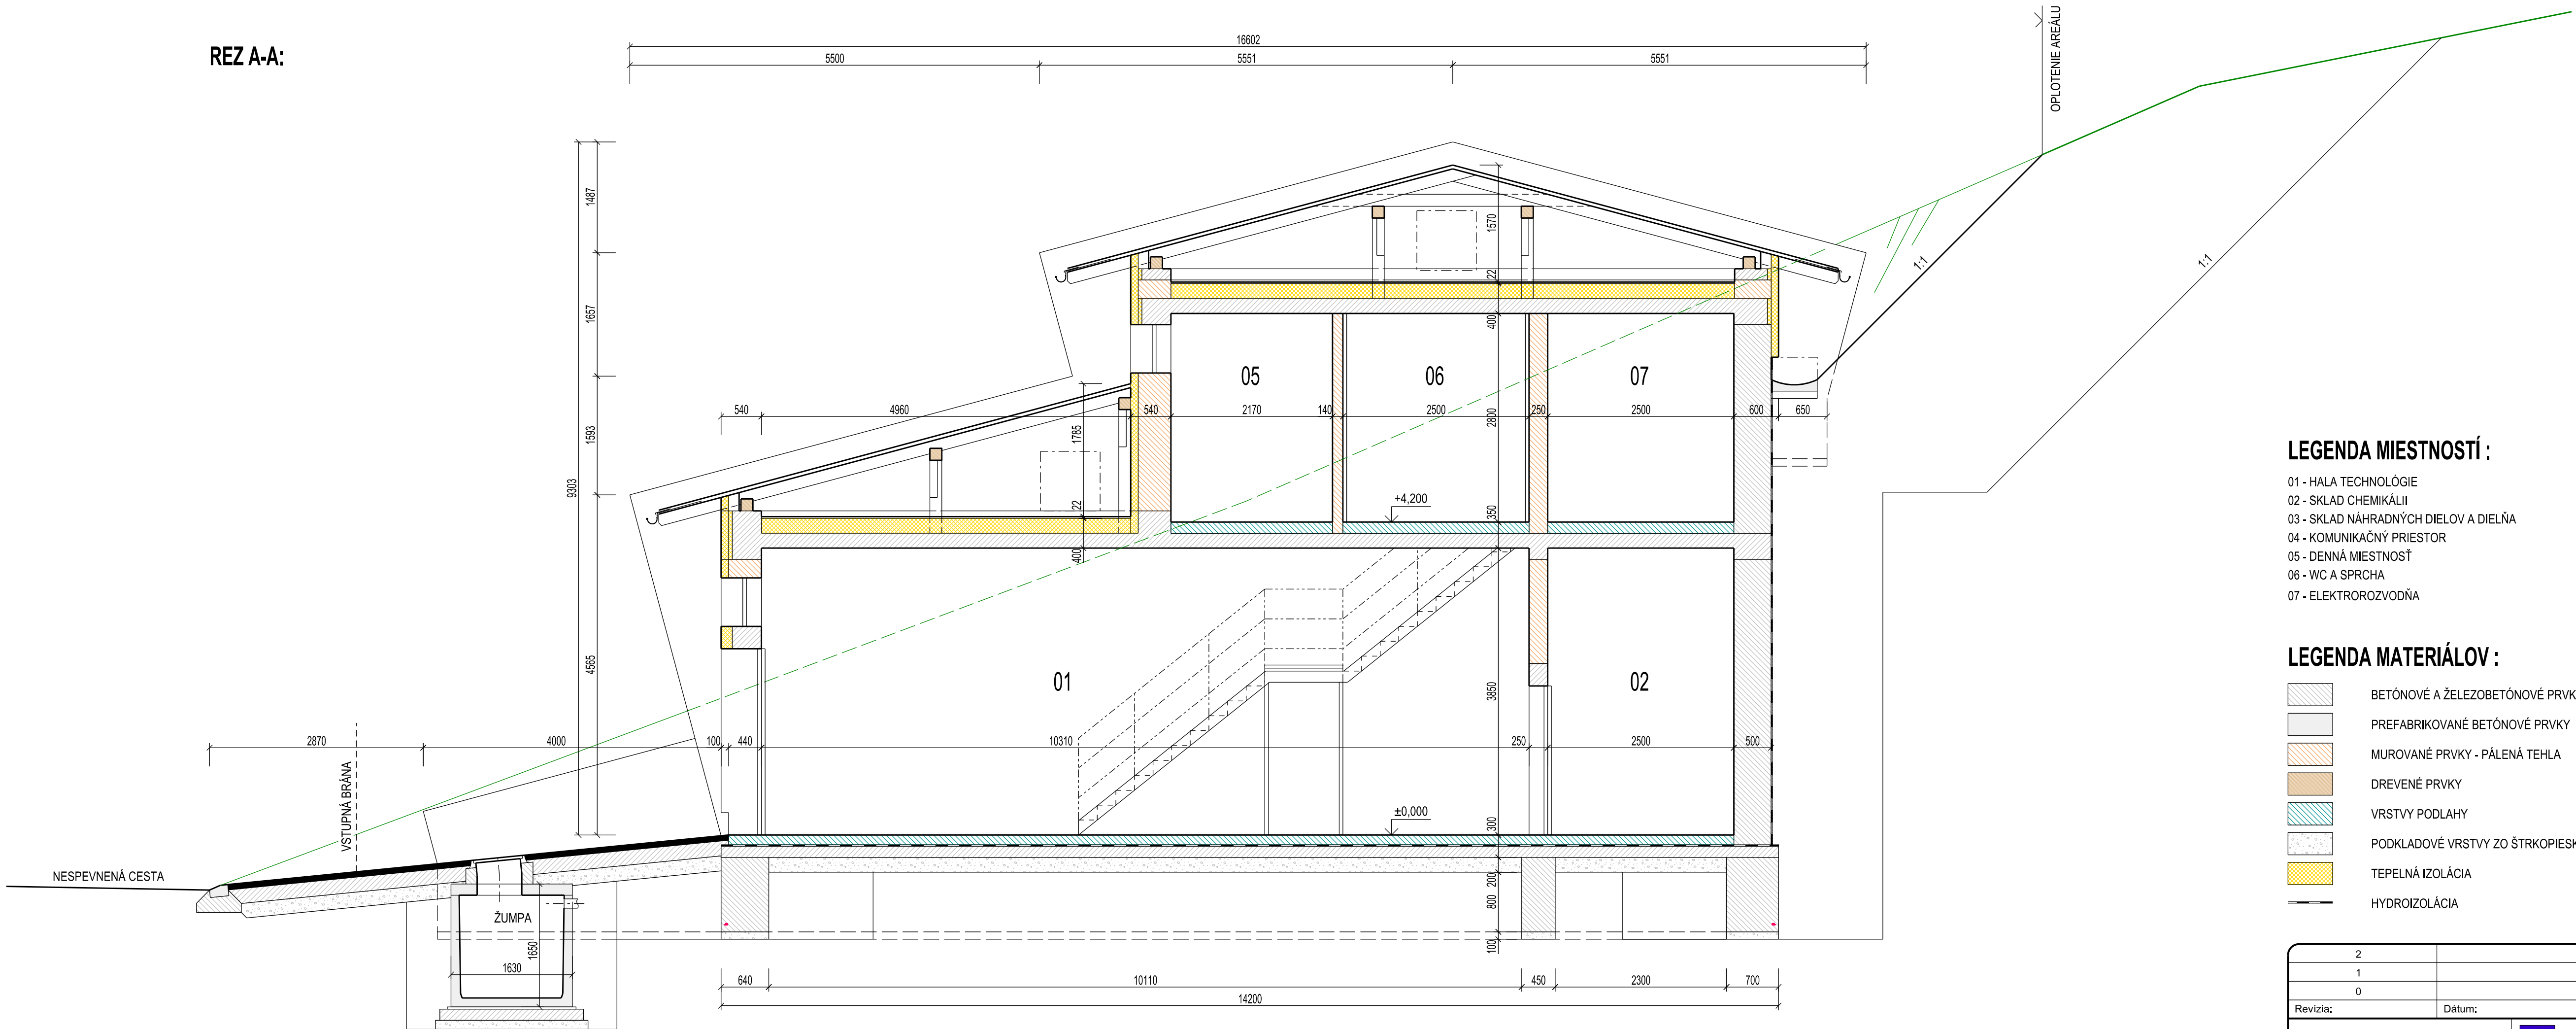 REZ A-A:
16602
5500
5551
5551
OPLOTENIE AREÁLU
1:1
1:1
9303
1487
1657
1593
4565
1570
22
400
2800
350
3850
300
200
800
100
05
06
07
540
4960
540
2170
140
2500
250
2500
600
650
1785
22
400
+4,200
01
02
2870
4000
100
440
10310
250
2500
500
±0,000
VSTUPNÁ BRÁNA
NESPEVNENÁ CESTA
ŽUMPA
1650
1630
640
10110
450
2300
700
14200
LEGENDA MIESTNOSTÍ :
01 - HALA TECHNOLÓGIE
02 - SKLAD CHEMIKÁLII
03 - SKLAD NÁHRADNÝCH DIELOV A DIELŇA
04 - KOMUNIKAČNÝ PRIESTOR
05 - DENNÁ MIESTNOSŤ
06 - WC A SPRCHA
07 - ELEKTROROZVODŇA
LEGENDA MATERIÁLOV :
BETÓNOVÉ A ŽELEZOBETÓNOVÉ PRVK
PREFABRIKOVANÉ BETÓNOVÉ PRVKY
MUROVANÉ PRVKY - PÁLENÁ TEHLA
DREVENÉ PRVKY
VRSTVY PODLAHY
PODKLADOVÉ VRSTVY ZO ŠTRKOPIESK
TEPELNÁ IZOLÁCIA
HYDROIZOLÁCIA
2
1
0
Revízia: Dátum: